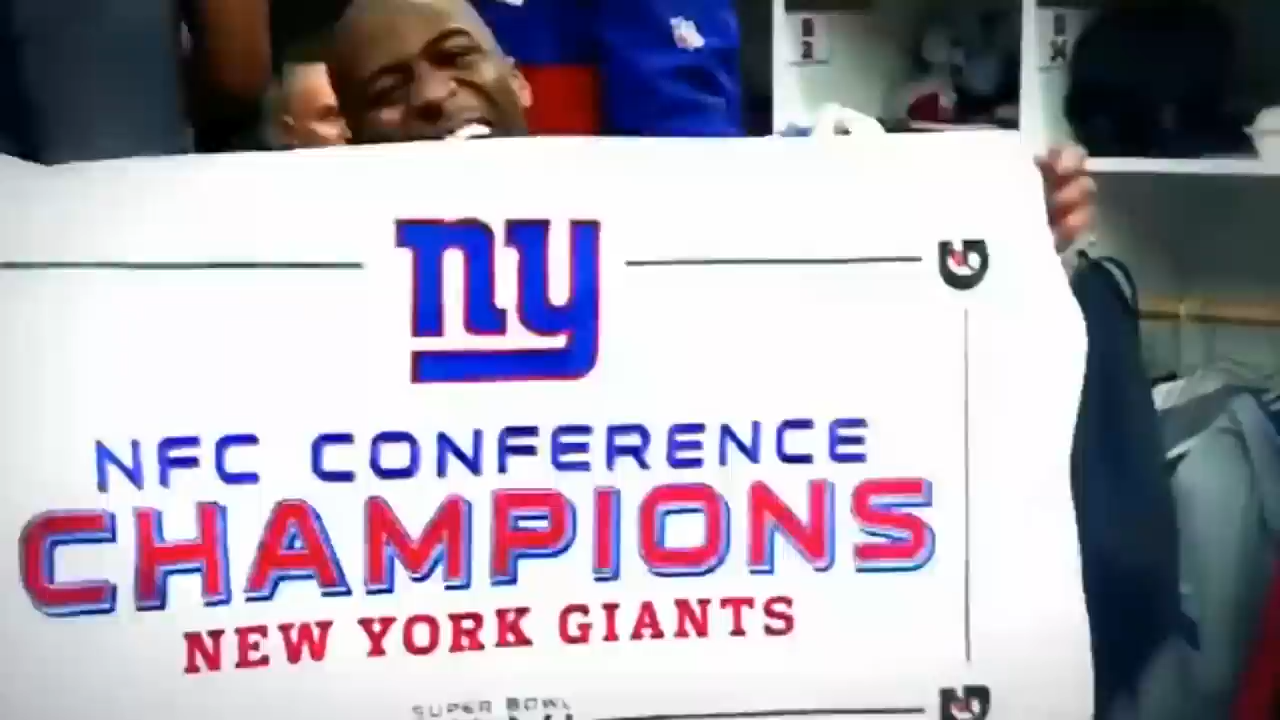 ny
NFC CONFERENCE
CHAMPIONS
NEW YORK GIANTS
SUPER BOWL